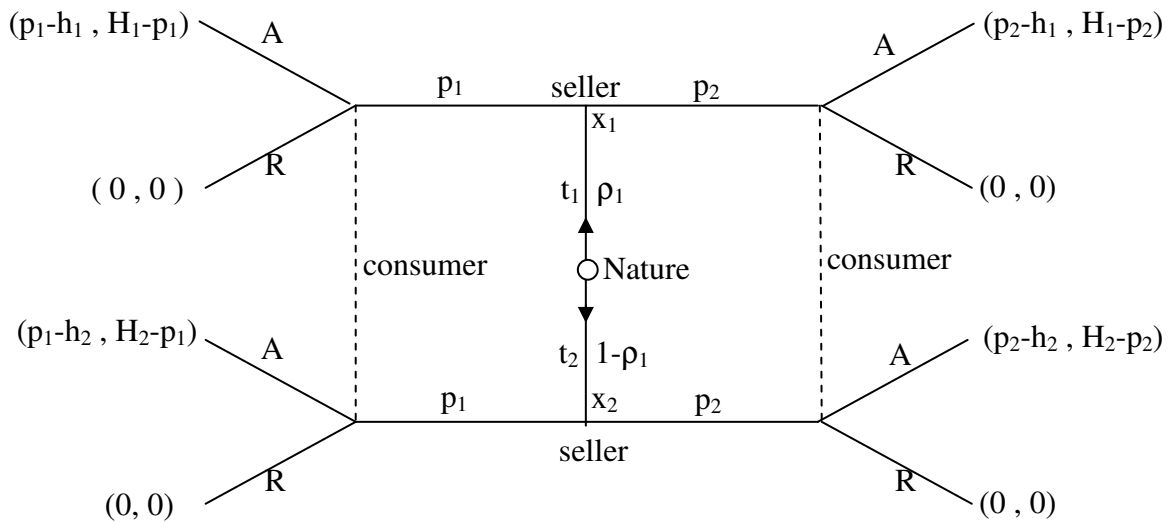 (p₁-h₁ , H₁-p₁)
A
p₁
seller
p₂
A
(p₂-h₁ , H₁-p₂)
x₁
R
R
( 0 , 0 )
t₁
ρ₁
(0, 0)
consumer
Nature
consumer
(p₁-h₂ , H₂-p₁)
A
t₂
1-ρ₁
A
(p₂-h₂ , H₂-p₂)
p₁
x₂
p₂
seller
R
R
(0, 0)
(0 , 0)